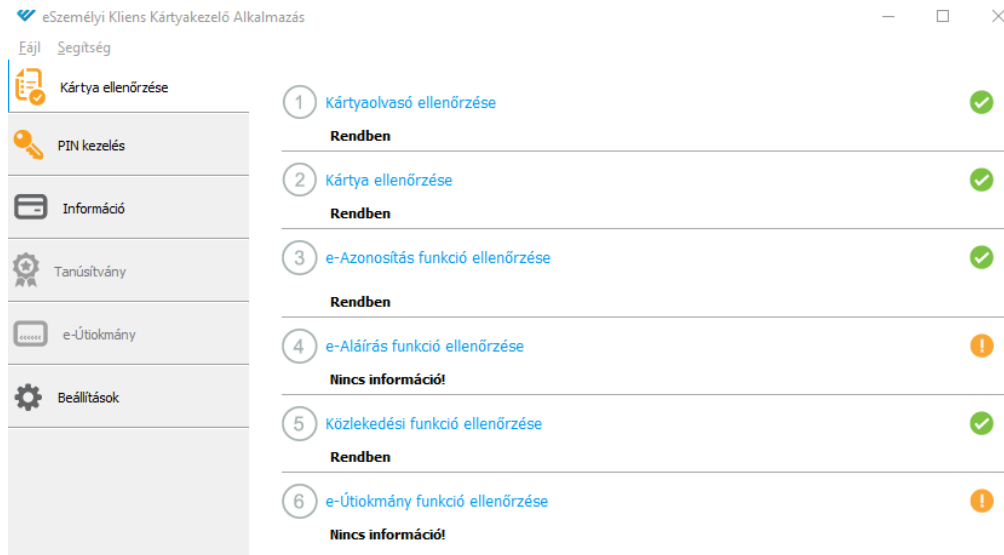 eSzemélyi Kliens Kártyakezelő Alkalmazás
Fájl Segítség
Kártya ellenőrzése
PIN kezelés
Információ
Tanúsítvány
e-Útiokmány
Beállítások
1 Kártyaolvasó ellenőrzése
Rendben
2 Kártya ellenőrzése
Rendben
3 e-Azonosítás funkció ellenőrzése
Rendben
4 e-Aláírás funkció ellenőrzése
Nincs információ!
5 Közlekedési funkció ellenőrzése
Rendben
6 e-Útiokmány funkció ellenőrzése
Nincs információ!